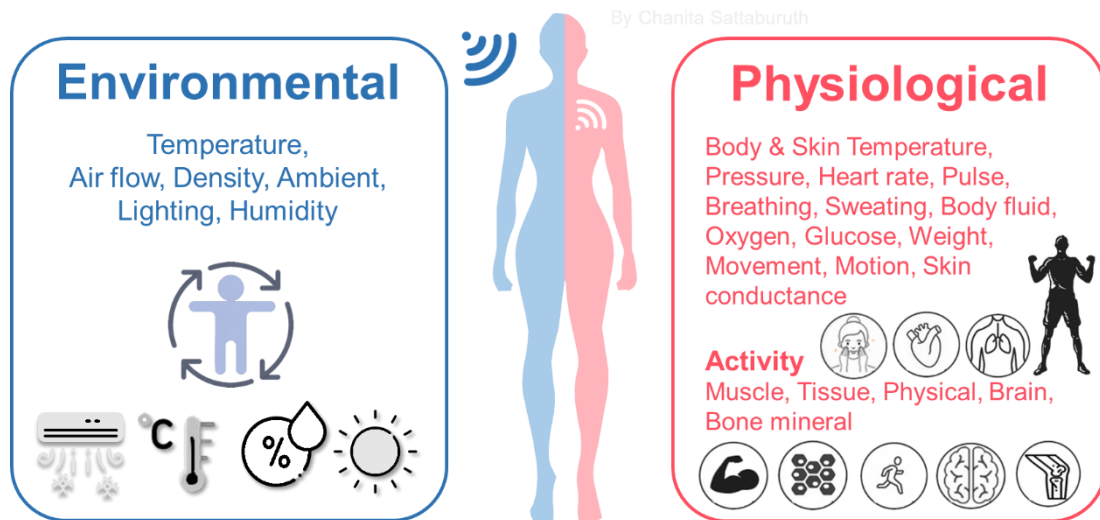 By Chanita Sattaburuth
Environmental
Temperature,
Air flow, Density, Ambient,
Lighting, Humidity
°C
%
Physiological
Body & Skin Temperature,
Pressure, Heart rate, Pulse,
Breathing, Sweating, Body fluid,
Oxygen, Glucose, Weight,
Movement, Motion, Skin
conductance
Activity
Muscle, Tissue, Physical, Brain,
Bone mineral